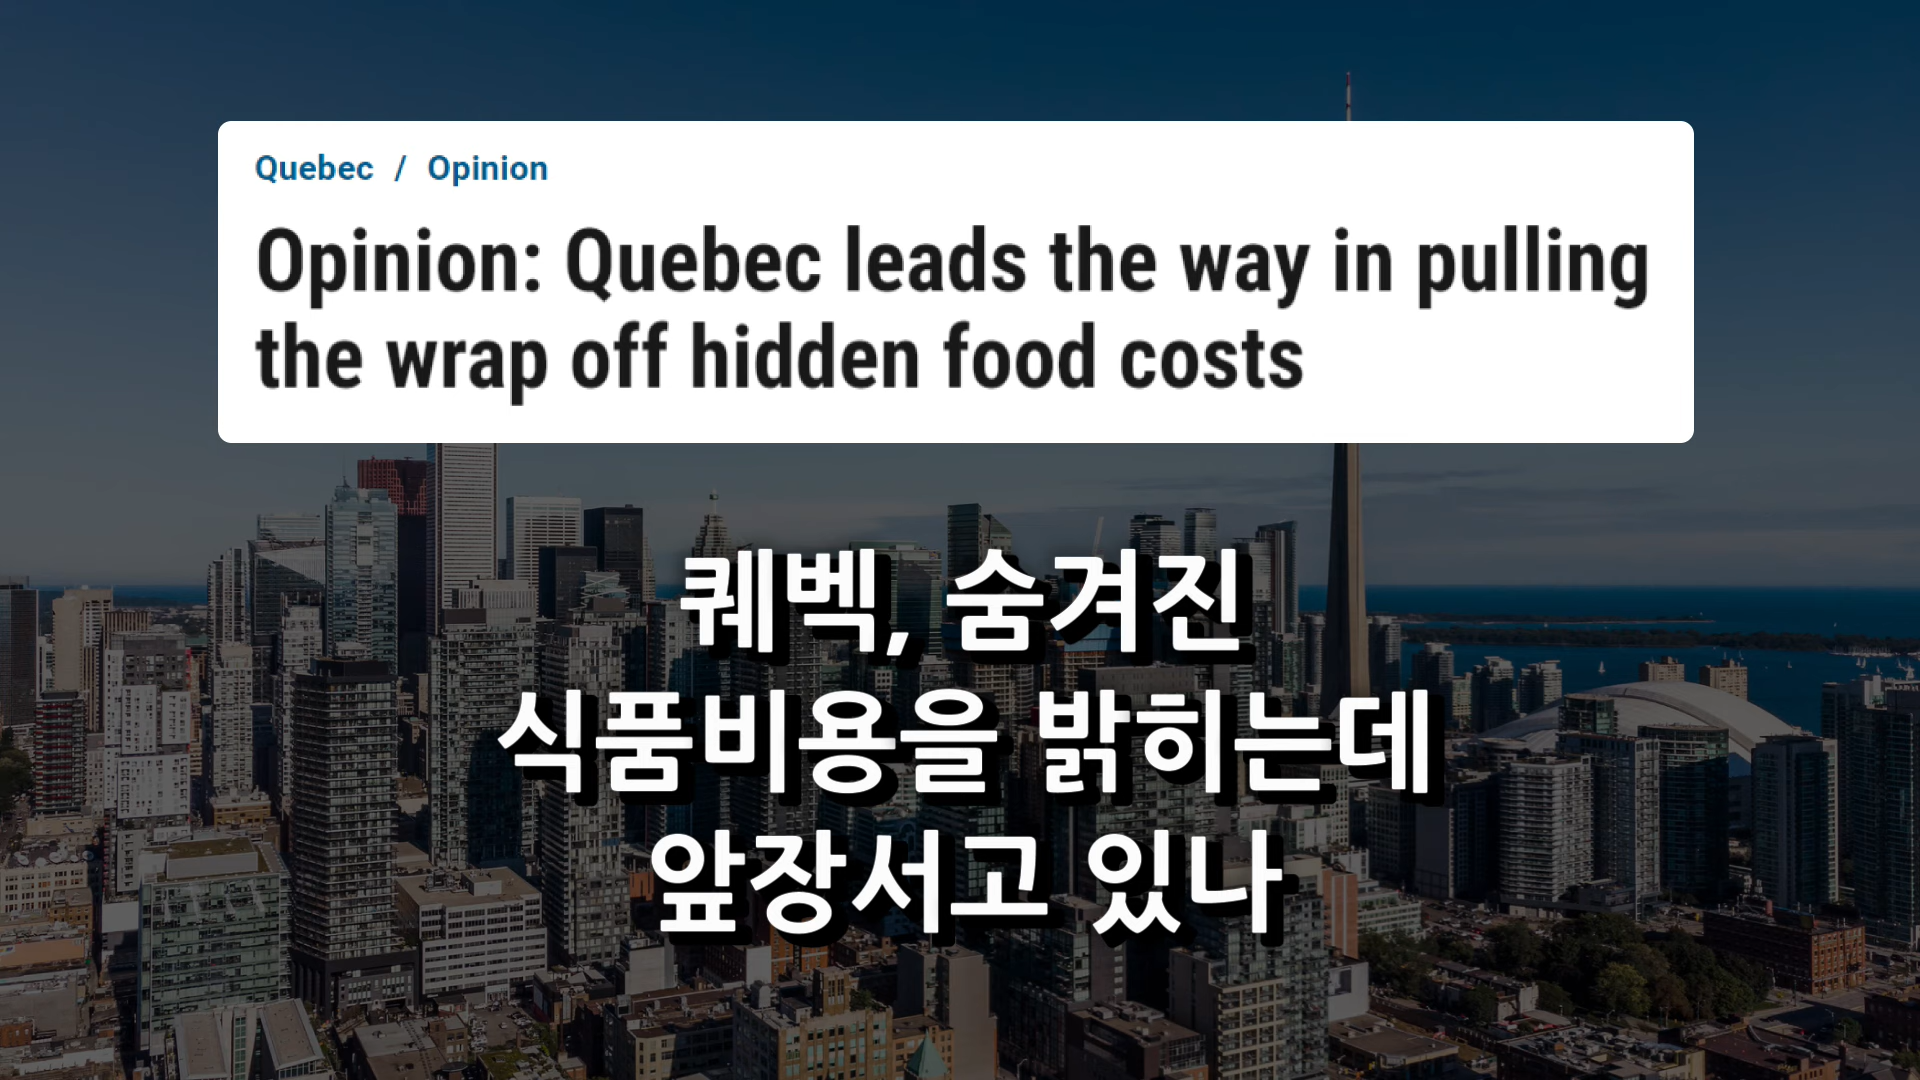 Quebec / Opinion
Opinion: Quebec leads the way in pulling
the wrap off hidden food costs
퀘벡, 숨겨진
식품비용을 밝히는데
앞장서고 있나